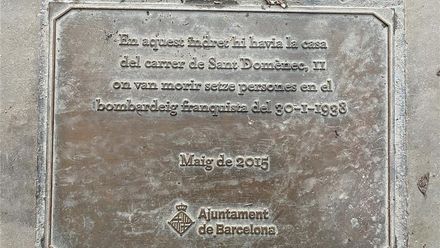 En aquest indret hi havia la casa
del carrer de Sant Domènec, 11
on van morir setze persones en el
bombardeig franquista del 30-1-1938
Maig de 2015
Ajuntament
de Barcelona